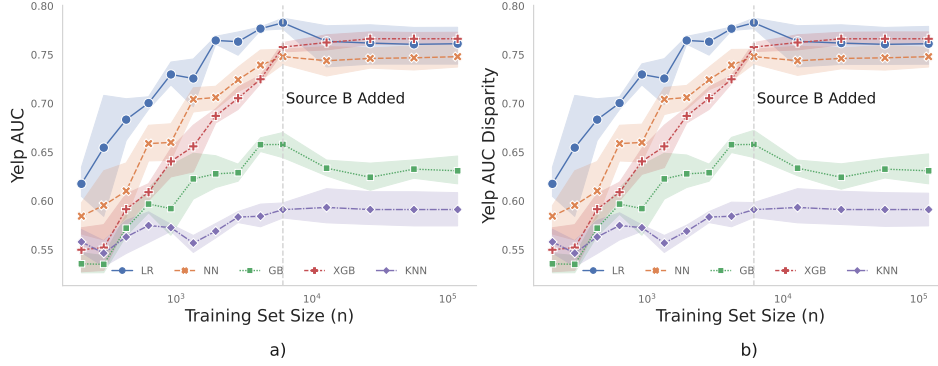 0.80
0.75
0.70
0.65
0.60
0.55
Yelp AUC
Source B Added
LR NN GB XGB KNN
10³ 10⁴ 10⁵
Training Set Size (n)
a)
0.80
0.75
0.70
0.65
0.60
0.55
Yelp AUC Disparity
Source B Added
LR NN GB XGB KNN
10³ 10⁴ 10⁵
Training Set Size (n)
b)